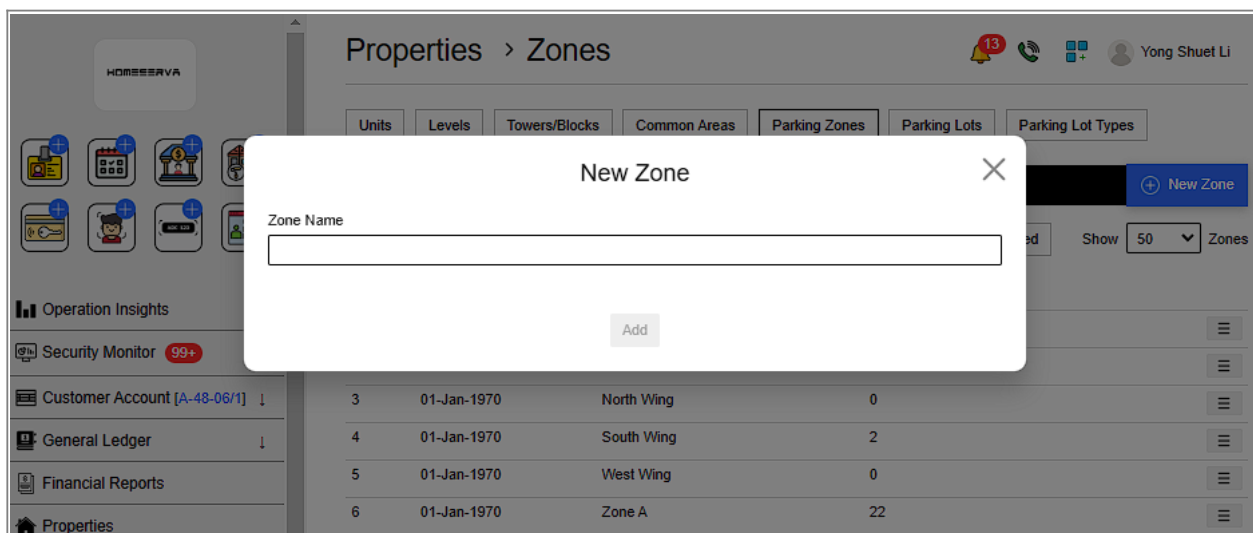 HOMESERVA
Properties > Zones
13
Yong Shuet Li
Units Levels Towers/Blocks Common Areas Parking Zones Parking Lots Parking Lot Types
New Zone
New Zone
Zone Name
Show 50 Zones
Add
Operation Insights
Security Monitor 99+
Customer Account [A-48-06/1] ↓
General Ledger ↓
Financial Reports
Properties
3 01-Jan-1970 North Wing 0
4 01-Jan-1970 South Wing 2
5 01-Jan-1970 West Wing 0
6 01-Jan-1970 Zone A 22